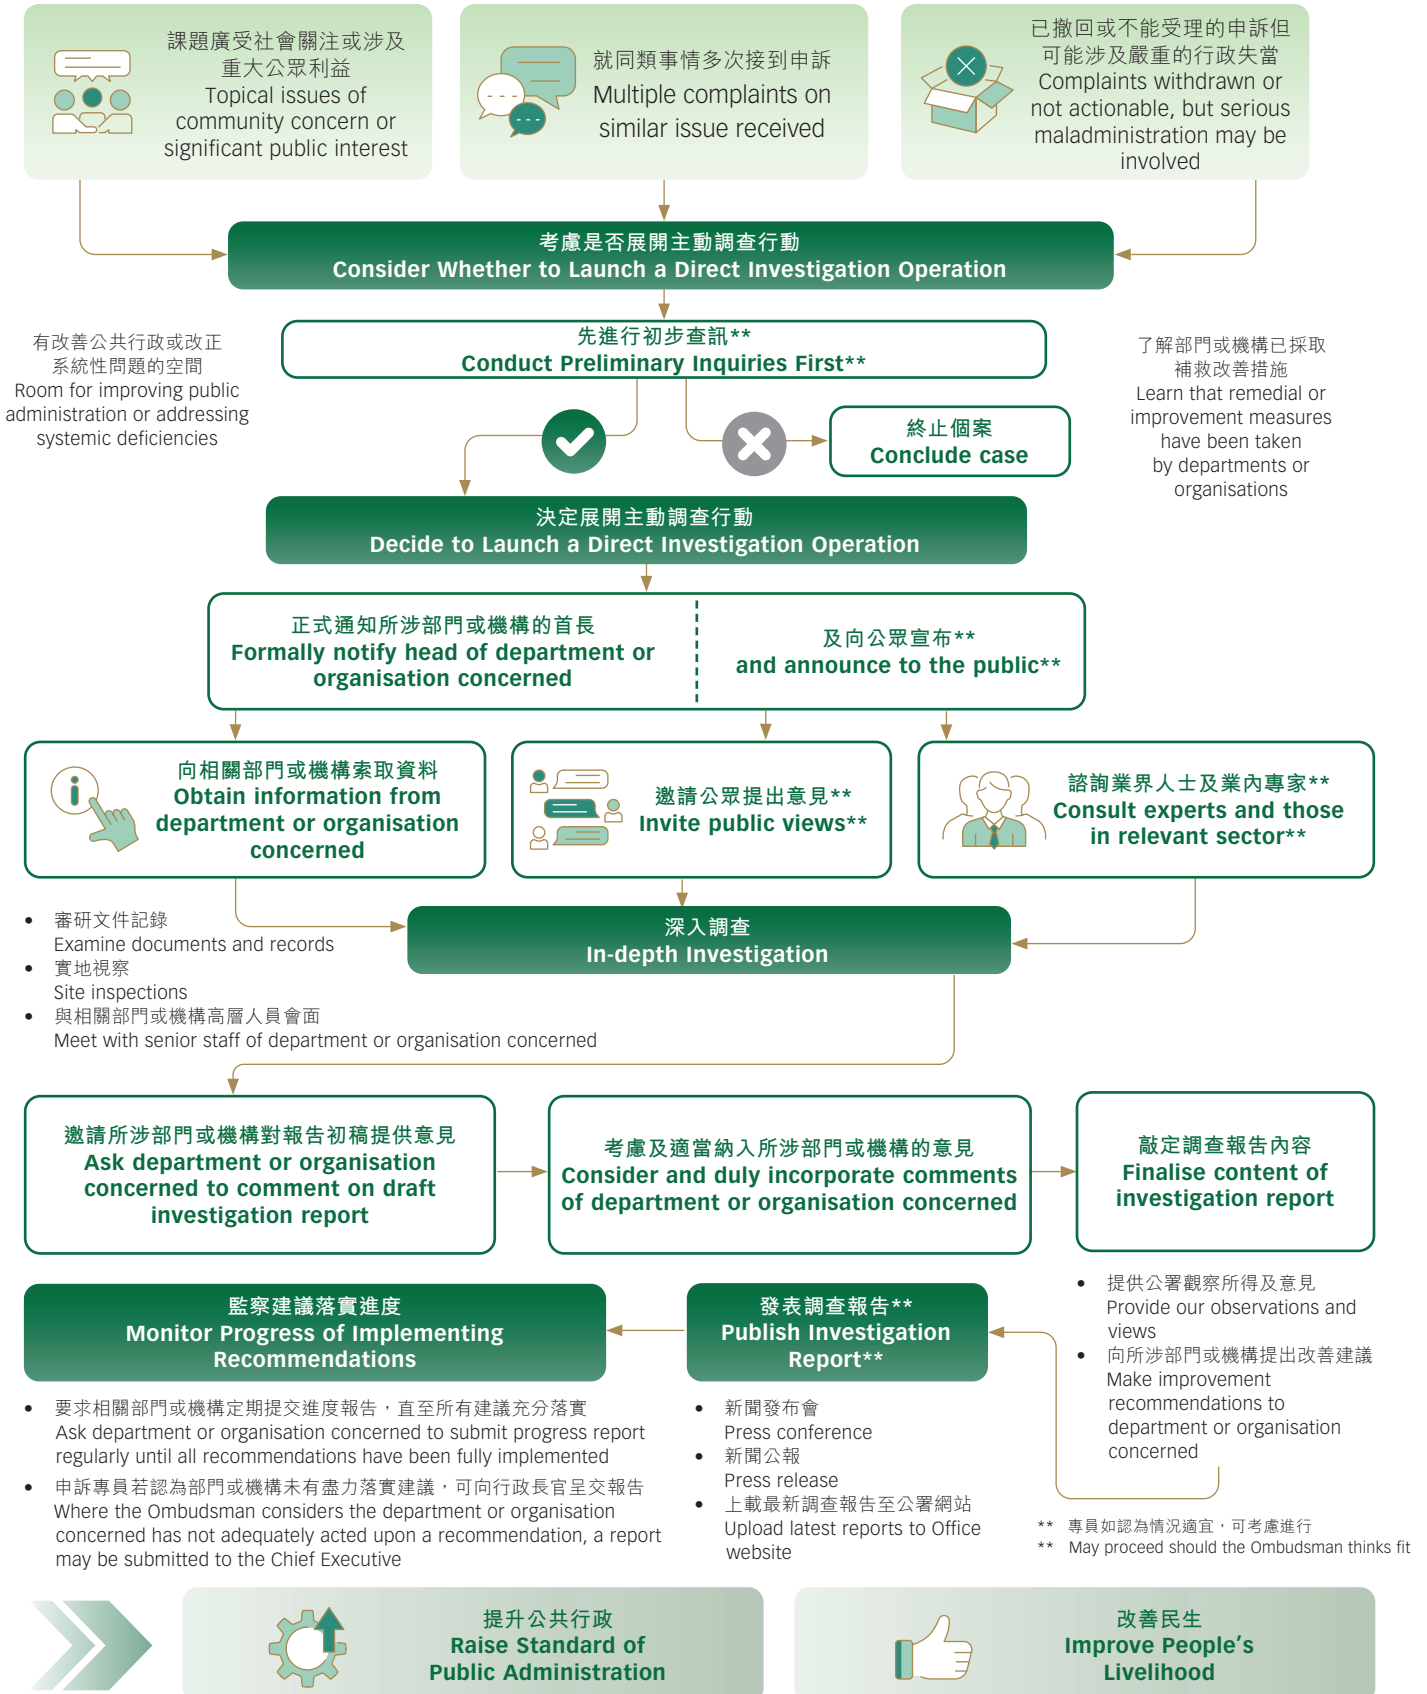 課題廣受社會關注或涉及
重大公眾利益
Topical issues of
community concern or
significant public interest
就同類事情多次接到申訴
Multiple complaints on
similar issue received
已撤回或不能受理的申訴但
可能涉及嚴重的行政失當
Complaints withdrawn or
not actionable, but serious
maladministration may be
involved
考慮是否展開主動調查行動
Consider Whether to Launch a Direct Investigation Operation
先進行初步查訊**
Conduct Preliminary Inquiries First**
有改善公共行政或改正
系統性問題的空間
Room for improving public
administration or addressing
systemic deficiencies
了解部門或機構已採取
補救改善措施
Learn that remedial or
improvement measures
have been taken
by departments or
organisations
終止個案
Conclude case
決定展開主動調查行動
Decide to Launch a Direct Investigation Operation
正式通知所涉部門或機構的首長
Formally notify head of department or
organisation concerned
及向公眾宣布**
and announce to the public**
向相關部門或機構索取資料
Obtain information from
department or organisation
concerned
邀請公眾提出意見**
Invite public views**
諮詢業界人士及業內專家**
Consult experts and those
in relevant sector**
深入調查
In-depth Investigation
• 審研文件記錄
Examine documents and records
• 實地視察
Site inspections
• 與相關部門或機構高層人員會面
Meet with senior staff of department or organisation concerned
邀請所涉部門或機構對報告初稿提供意見
Ask department or organisation
concerned to comment on draft
investigation report
考慮及適當納入所涉部門或機構的意見
Consider and duly incorporate comments
of department or organisation concerned
敲定調查報告內容
Finalise content of
investigation report
• 提供公署觀察所得及意見
Provide our observations and
views
• 向所涉部門或機構提出改善建議
Make improvement
recommendations to
department or organisation
concerned
發表調查報告**
Publish Investigation
Report**
• 新聞發布會
Press conference
• 新聞公報
Press release
• 上載最新調查報告至公署網站
Upload latest reports to Office
website
監察建議落實進度
Monitor Progress of Implementing
Recommendations
• 要求相關部門或機構定期提交進度報告，直至所有建議充分落實
Ask department or organisation concerned to submit progress report
regularly until all recommendations have been fully implemented
• 申訴專員若認為部門或機構未有盡力落實建議，可向行政長官呈交報告
Where the Ombudsman considers the department or organisation
concerned has not adequately acted upon a recommendation, a report
may be submitted to the Chief Executive
** 專員如認為情況適宜，可考慮進行
** May proceed should the Ombudsman thinks fit
提升公共行政
Raise Standard of
Public Administration
改善民生
Improve People’s
Livelihood